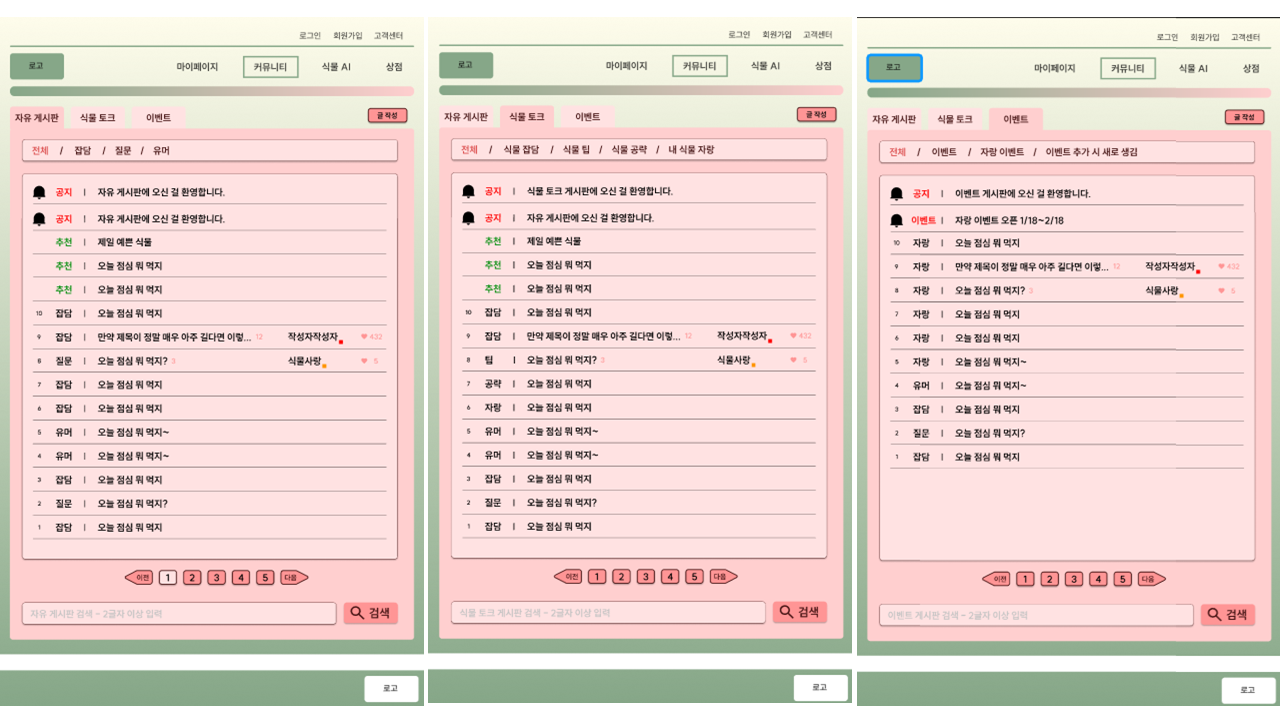 로그인 회원가입 고객센터
로고 마이페이지 커뮤니티 식물 AI 상점
자유 게시판 식물 토크 이벤트 글 작성
전체 / 잡담 / 질문 / 유머
공지 | 자유 게시판에 오신 걸 환영합니다.
공지 | 자유 게시판에 오신 걸 환영합니다.
추천 | 제일 예쁜 식물
추천 | 오늘 점심 뭐 먹지
추천 | 오늘 점심 뭐 먹지
10 잡담 | 오늘 점심 뭐 먹지
9 잡담 | 만약 제목이 정말 매우 아주 길다면 이렇... 12 작성자작성자 432
8 질문 | 오늘 점심 뭐 먹지? 3 식물사랑 5
7 잡담 | 오늘 점심 뭐 먹지
6 잡담 | 오늘 점심 뭐 먹지
5 유머 | 오늘 점심 뭐 먹지~
4 유머 | 오늘 점심 뭐 먹지~
3 잡담 | 오늘 점심 뭐 먹지
2 질문 | 오늘 점심 뭐 먹지?
1 잡담 | 오늘 점심 뭐 먹지
이전 1 2 3 4 5 다음
자유 게시판 검색 ~ 2글자 이상 입력 검색
로고
로그인 회원가입 고객센터
로고 마이페이지 커뮤니티 식물 AI 상점
자유 게시판 식물 토크 이벤트 글 작성
전체 / 식물 잡담 / 식물 팁 / 식물 공략 / 내 식물 자랑
공지 | 식물 토크 게시판에 오신 걸 환영합니다.
공지 | 자유 게시판에 오신 걸 환영합니다.
추천 | 제일 예쁜 식물
추천 | 오늘 점심 뭐 먹지
추천 | 오늘 점심 뭐 먹지
10 잡담 | 오늘 점심 뭐 먹지
9 잡담 | 만약 제목이 정말 매우 아주 길다면 이렇... 12 작성자작성자 432
8 팁 | 오늘 점심 뭐 먹지? 3 식물사랑 5
7 공략 | 오늘 점심 뭐 먹지
6 자랑 | 오늘 점심 뭐 먹지
5 유머 | 오늘 점심 뭐 먹지~
4 유머 | 오늘 점심 뭐 먹지~
3 잡담 | 오늘 점심 뭐 먹지
2 질문 | 오늘 점심 뭐 먹지?
1 잡담 | 오늘 점심 뭐 먹지
이전 1 2 3 4 5 다음
식물 토크 게시판 검색 ~ 2글자 이상 입력 검색
로고
로그인 회원가입 고객센터
로고 마이페이지 커뮤니티 식물 AI 상점
자유 게시판 식물 토크 이벤트 글 작성
전체 / 이벤트 / 자랑 이벤트 / 이벤트 추가 시 새로 생김
공지 | 이벤트 게시판에 오신 걸 환영합니다.
이벤트 | 자랑 이벤트 오픈 1/18~2/18
10 자랑 | 오늘 점심 뭐 먹지
9 자랑 | 만약 제목이 정말 매우 아주 길다면 이렇... 12 작성자작성자 432
8 자랑 | 오늘 점심 뭐 먹지? 3 식물사랑 5
7 자랑 | 오늘 점심 뭐 먹지
6 자랑 | 오늘 점심 뭐 먹지
5 자랑 | 오늘 점심 뭐 먹지~
4 유머 | 오늘 점심 뭐 먹지~
3 잡담 | 오늘 점심 뭐 먹지
2 질문 | 오늘 점심 뭐 먹지?
1 잡담 | 오늘 점심 뭐 먹지
이전 1 2 3 4 5 다음
이벤트 게시판 검색 ~ 2글자 이상 입력 검색
로고